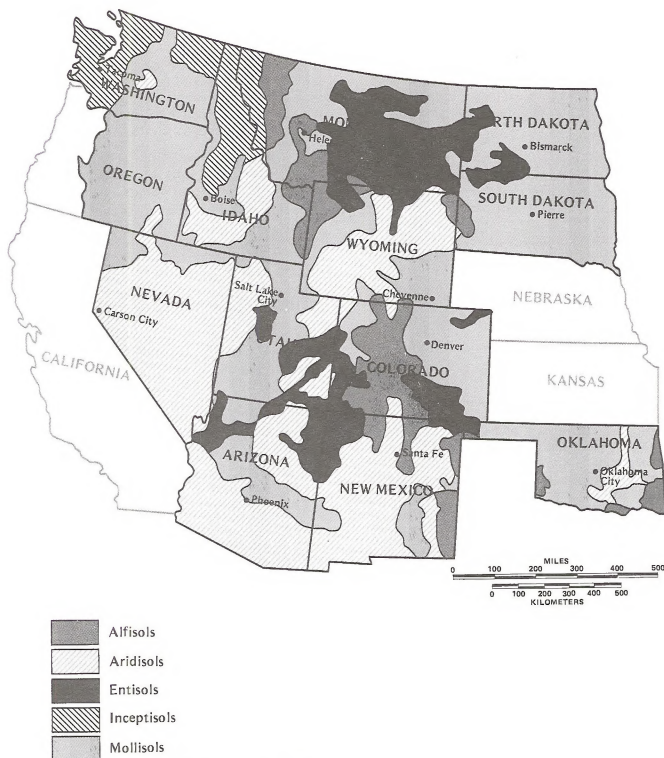 Tacoma
WASHINGTON
OREGON
Boise
IDAHO
NORTH DAKOTA
Bismarck
SOUTH DAKOTA
Pierre
WYOMING
Cheyenne
NEBRASKA
NEVADA
Carson City
Salt Lake
City
CALIFORNIA
Denver
COLORADO
KANSAS
ARIZONA
Phoenix
Santa Fe
NEW MEXICO
OKLAHOMA
Oklahoma
City
MILES
0 100 200 300 400 500
0 100 200 300 400 500
KILOMETERS
Alfisols
Aridisols
Entisols
Inceptisols
Mollisols